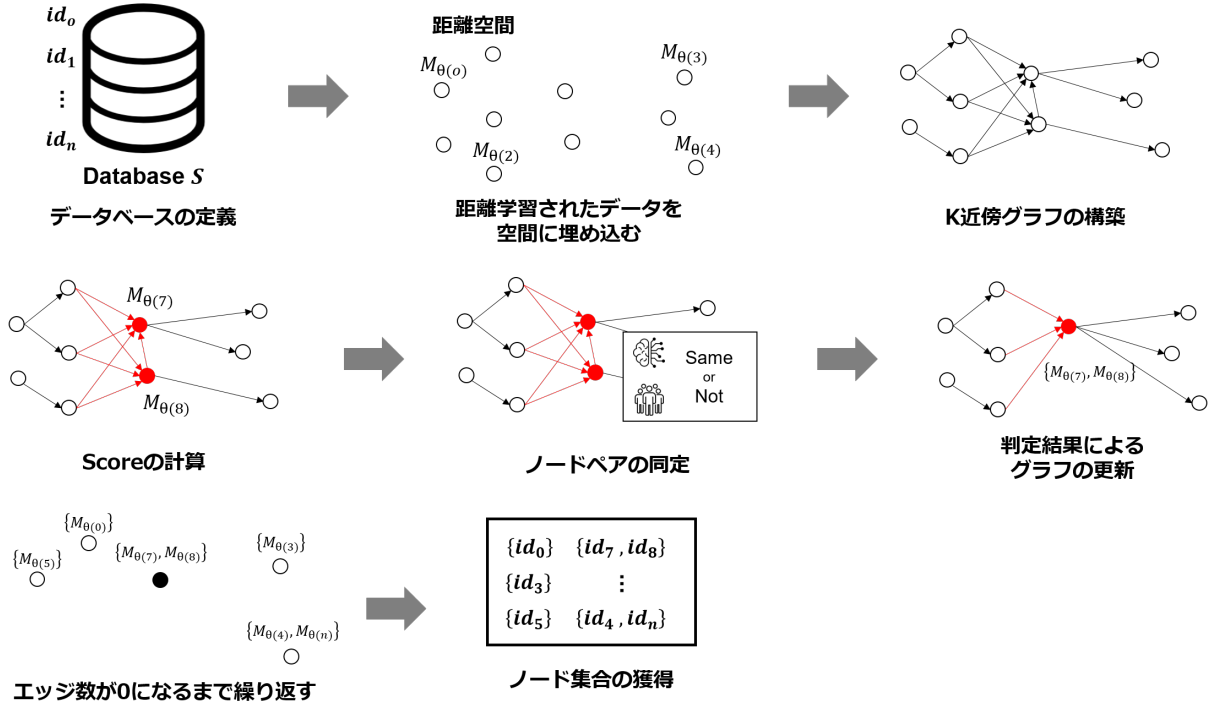 id_o
id_1
⋮
id_n
Database S
データベースの定義
距離空間
M_θ(o)
M_θ(3)
M_θ(2)
M_θ(4)
距離学習されたデータを
空間に埋め込む
K近傍グラフの構築
M_θ(7)
M_θ(8)
Scoreの計算
Same
or
Not
ノードペアの同定
{M_θ(7), M_θ(8)}
判定結果による
グラフの更新
{M_θ(0)}
{M_θ(5)}
{M_θ(7), M_θ(8)}
{M_θ(3)}
{M_θ(4), M_θ(n)}
エッジ数が0になるまで繰り返す
{id_0} {id_7 , id_8}
{id_3} ⋮
{id_5} {id_4 , id_n}
ノード集合の獲得